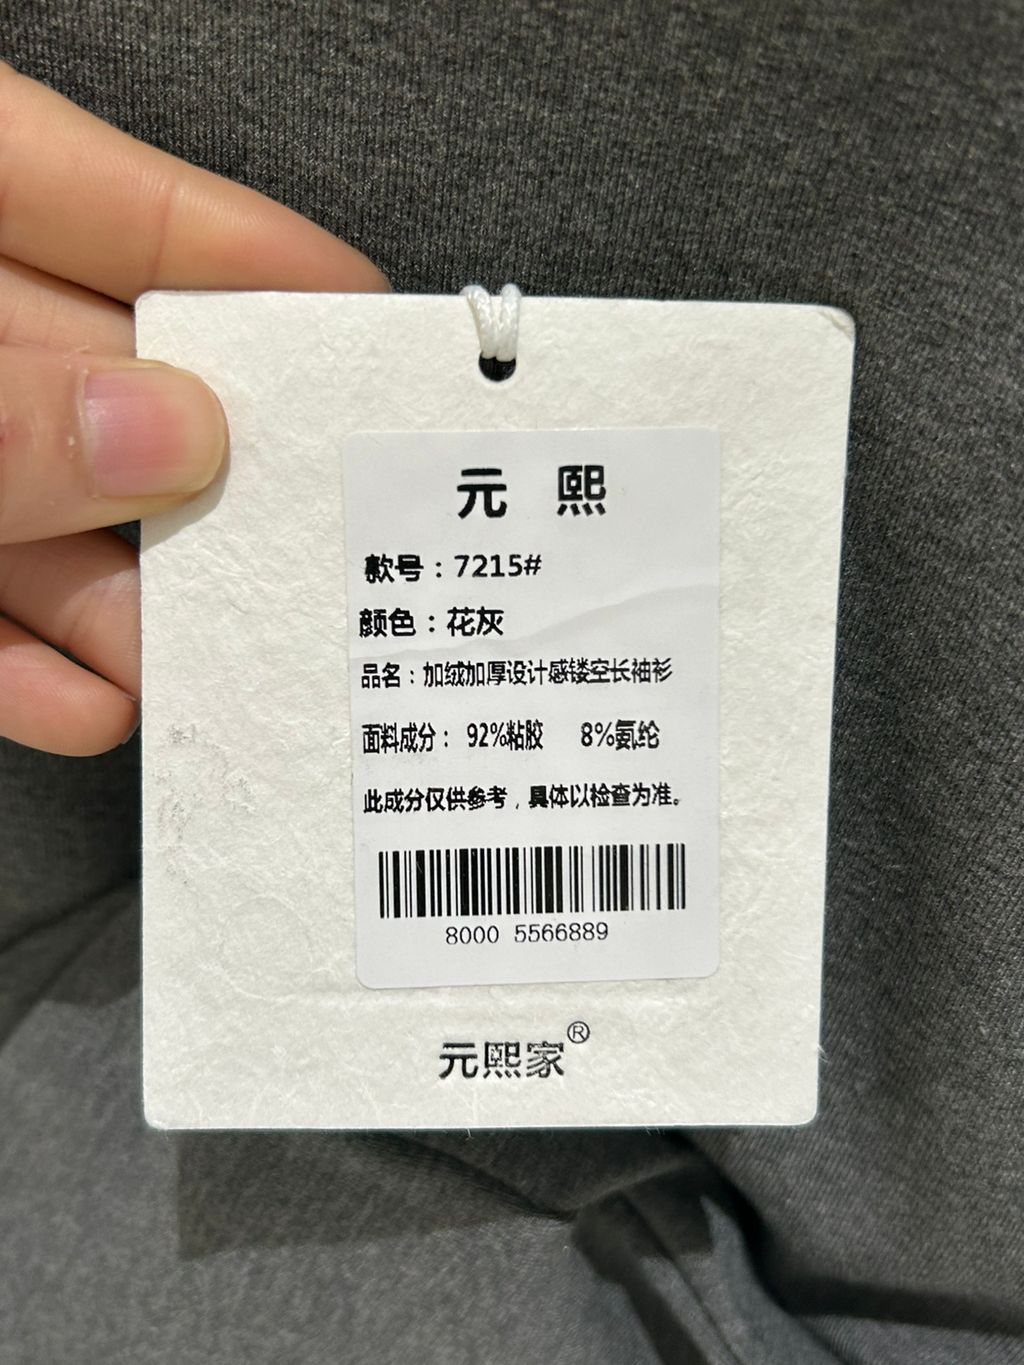 元 熙
款号：7215#
颜色：花灰
品名：加绒加厚设计感镂空长袖衫
面料成分： 92%粘胶 8%氨纶
此成分仅供参考，具体以检查为准。
8000 5566889
元熙家®